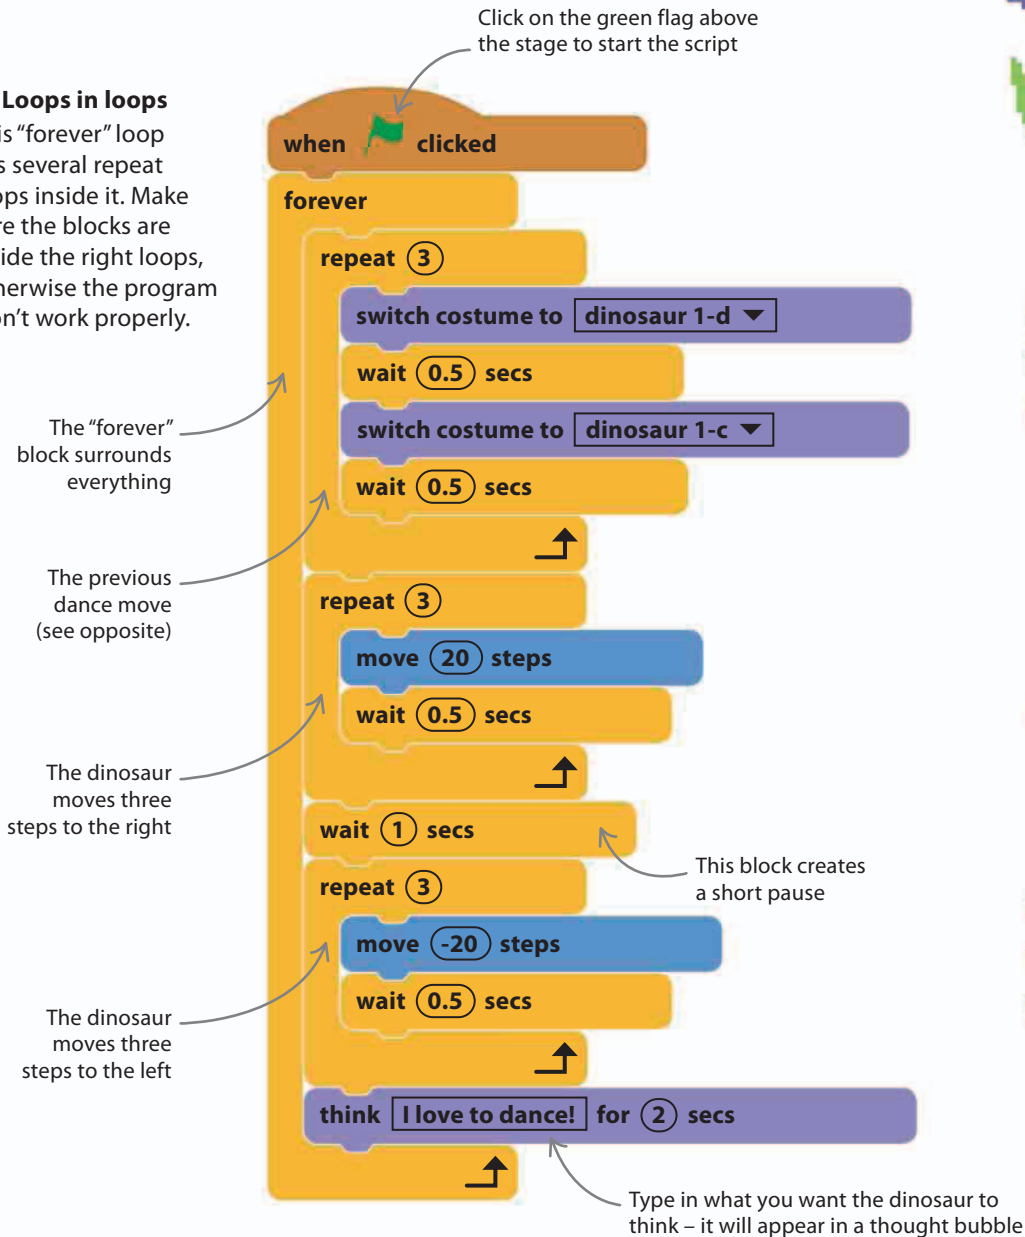 Click on the green flag above
the stage to start the script
Loops in loops
is “forever” loop
s several repeat
ops inside it. Make
re the blocks are
ide the right loops,
herwise the program
on’t work properly.
when clicked
forever
repeat 3
switch costume to dinosaur 1-d
wait 0.5 secs
switch costume to dinosaur 1-c
wait 0.5 secs
The “forever”
block surrounds
everything
The previous
dance move
(see opposite)
repeat 3
move 20 steps
wait 0.5 secs
The dinosaur
moves three
steps to the right
wait 1 secs
This block creates
a short pause
repeat 3
move -20 steps
wait 0.5 secs
The dinosaur
moves three
steps to the left
think I love to dance! for 2 secs
Type in what you want the dinosaur to
think – it will appear in a thought bubble